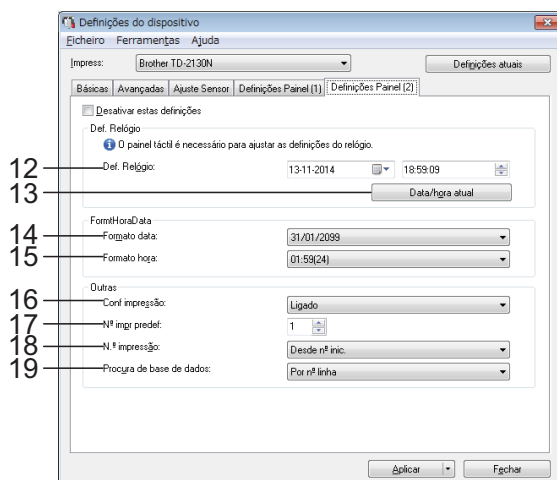 Definições do dispositivo
Ficheiro Ferramentas Ajuda
Impress: Brother TD-2130N Definições atuais
Básicas Avançadas Ajuste Sensor Definições Painel (1) Definições Painel (2)
Desativar estas definições
Def. Relógio
O painel táctil é necessário para ajustar as definições do relógio.
12 Def. Relógio: 13-11-2014 18:59:09
13 Data/hora atual
FormtHoraData
14 Formato data: 31/01/2099
15 Formato hora: 01:59(24)
Outras
16 Conf impressão: Ligado
17 Nº impr predef: 1
18 N.º impressão: Desde nº inic.
19 Procura de base de dados: Por nº linha
Aplicar Fechar